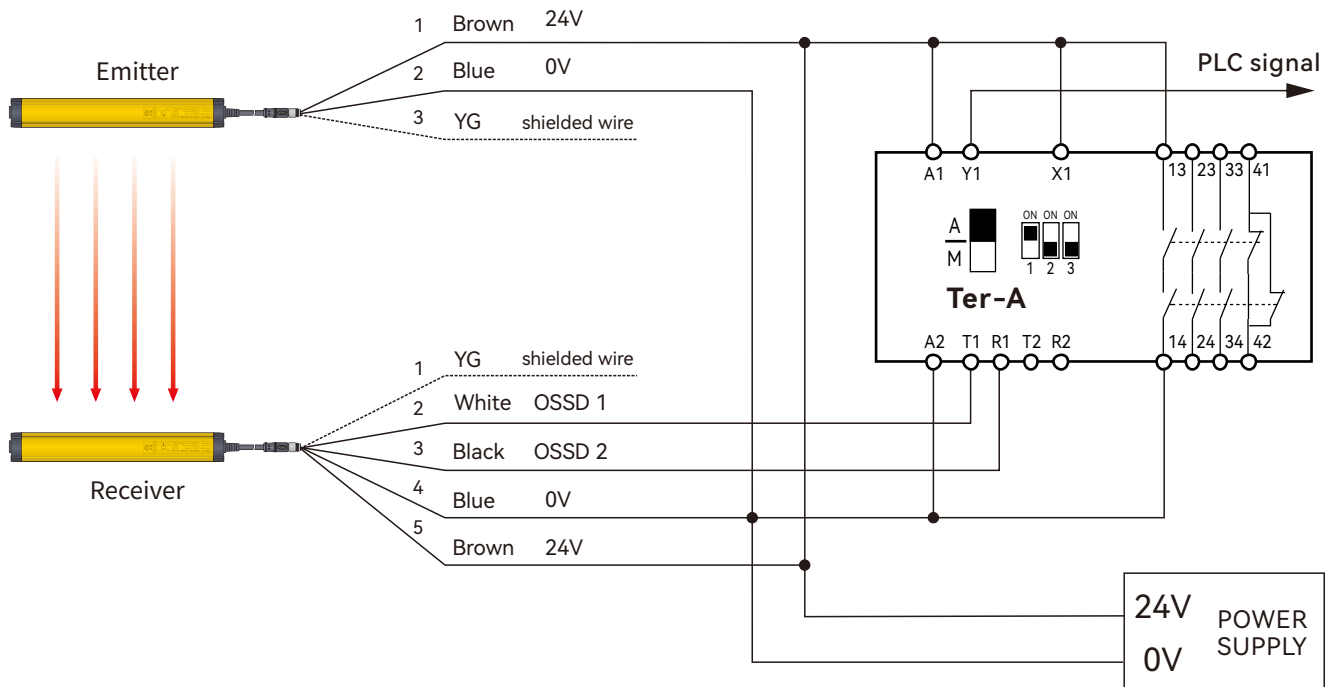 1 Brown 24V
2 Blue 0V
3 YG shielded wire
Emitter
PLC signal
A1 Y1 X1 13 23 33 41
A
M
ON ON ON
1 2 3
Ter-A
A2 T1 R1 T2 R2 14 24 34 42
1 YG shielded wire
2 White OSSD 1
3 Black OSSD 2
4 Blue 0V
5 Brown 24V
Receiver
24V
0V
POWER
SUPPLY